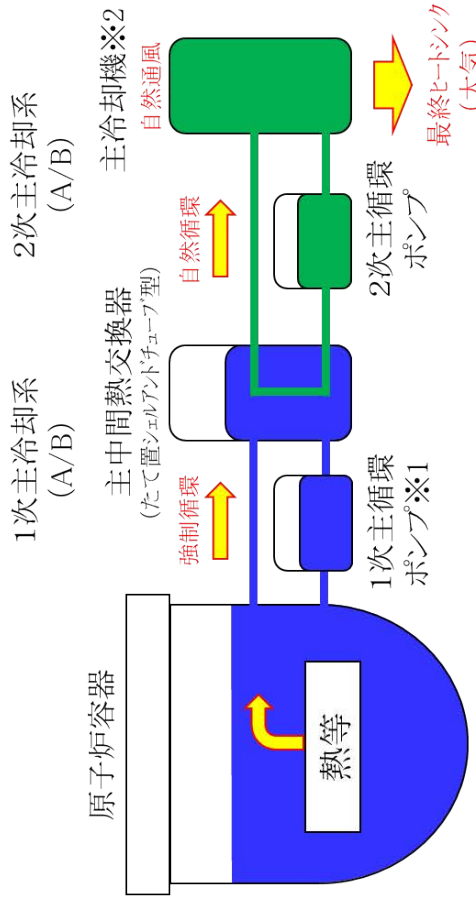 1次主冷却系
(A/B)
2次主冷却系
(A/B)
原子炉容器
主中間熱交換器
(たて置シェルアンドチューブ型)
主冷却機※2
自然通風
強制循環
自然循環
熱等
1次主循環
ポンプ※1
2次主循環
ポンプ
最終ヒートシンク
(大気)